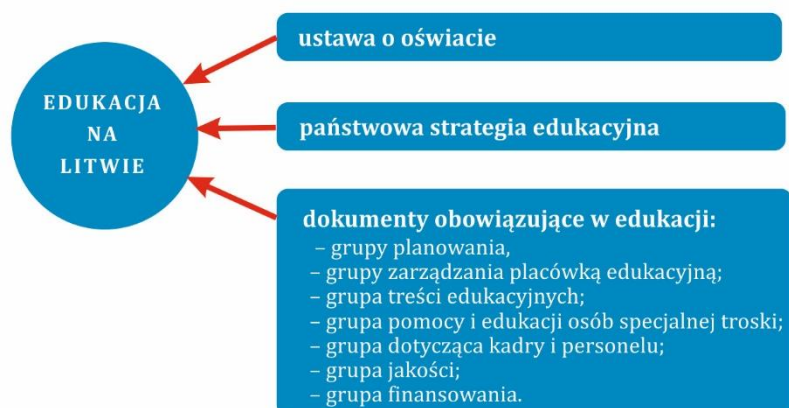 EDUKACJA
NA
LITWIE
ustawa o oświacie
państwowa strategia edukacyjna
dokumenty obowiązujące w edukacji:
– grupy planowania,
– grupy zarządzania placówką edukacyjną;
– grupa treści edukacyjnych;
– grupa pomocy i edukacji osób specjalnej troski;
– grupa dotycząca kadry i personelu;
– grupa jakości;
– grupa finansowania.